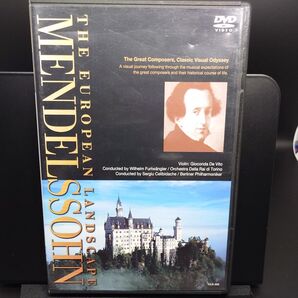 DVD
VIDEO
The Great Composers, Classic Visual Odyssey
A visual journey following through the musical expectations of
the great composers and their historical course of life.
THE EUROPEAN LANDSCAPE
MENDELSSOHN
Violin: Gioconda De Vito
Conducted by Wilhelm Furtwängler / Orchestra Della Rai di Torino
Conducted by Sergiu Celibidache / Berliner Philharmoniker